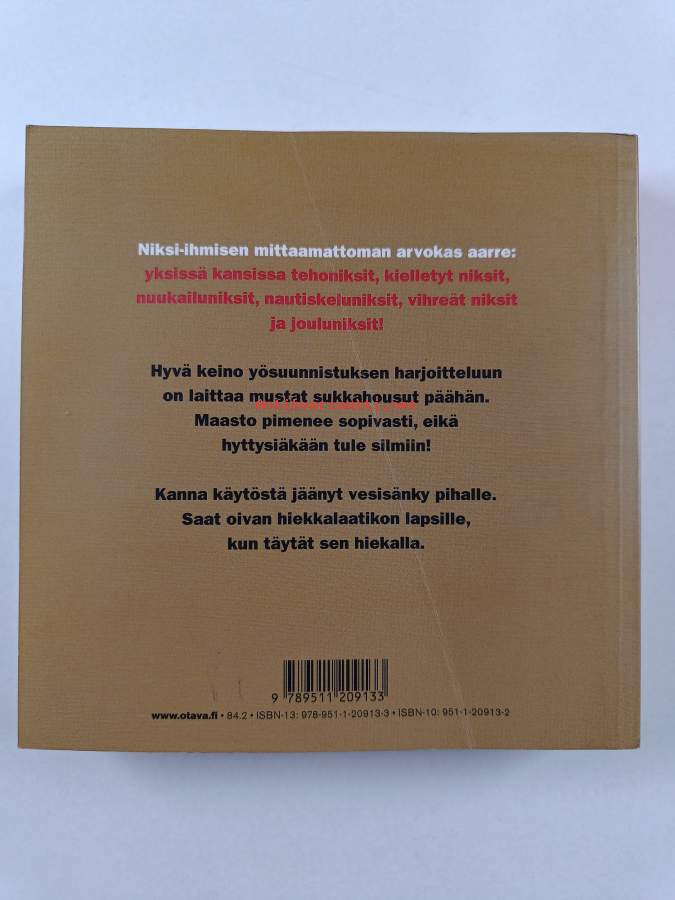 Niksi-ihmisen mittaamattoman arvokas aarre:
yksissä kansissa tehoniksit, kielletyt niksit,
nuukailuniksit, nautiskeluniksit, vihreät niksit
ja jouluniksit!
Hyvä keino yösuunnistuksen harjoitteluun
on laittaa mustat sukkahousut päähän.
Maasto pimenee sopivasti, eikä
hyttysiäkään tule silmiin!
Kanna käytöstä jäänyt vesisänky pihalle.
Saat oivan hiekkalaatikon lapsille,
kun täytät sen hiekalla.
9 789511 209133
www.otava.fi • 84.2 • ISBN-13: 978-951-1-20913-3 • ISBN-10: 951-1-20913-2